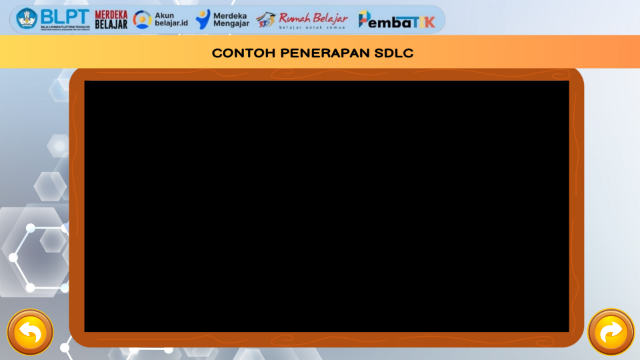 BLPT
MERDEKA
BELAJAR
Akun
belajar.id
Merdeka
Mengajar
Rumah Belajar
belajar untuk semua
PembaTIK
CONTOH PENERAPAN SDLC